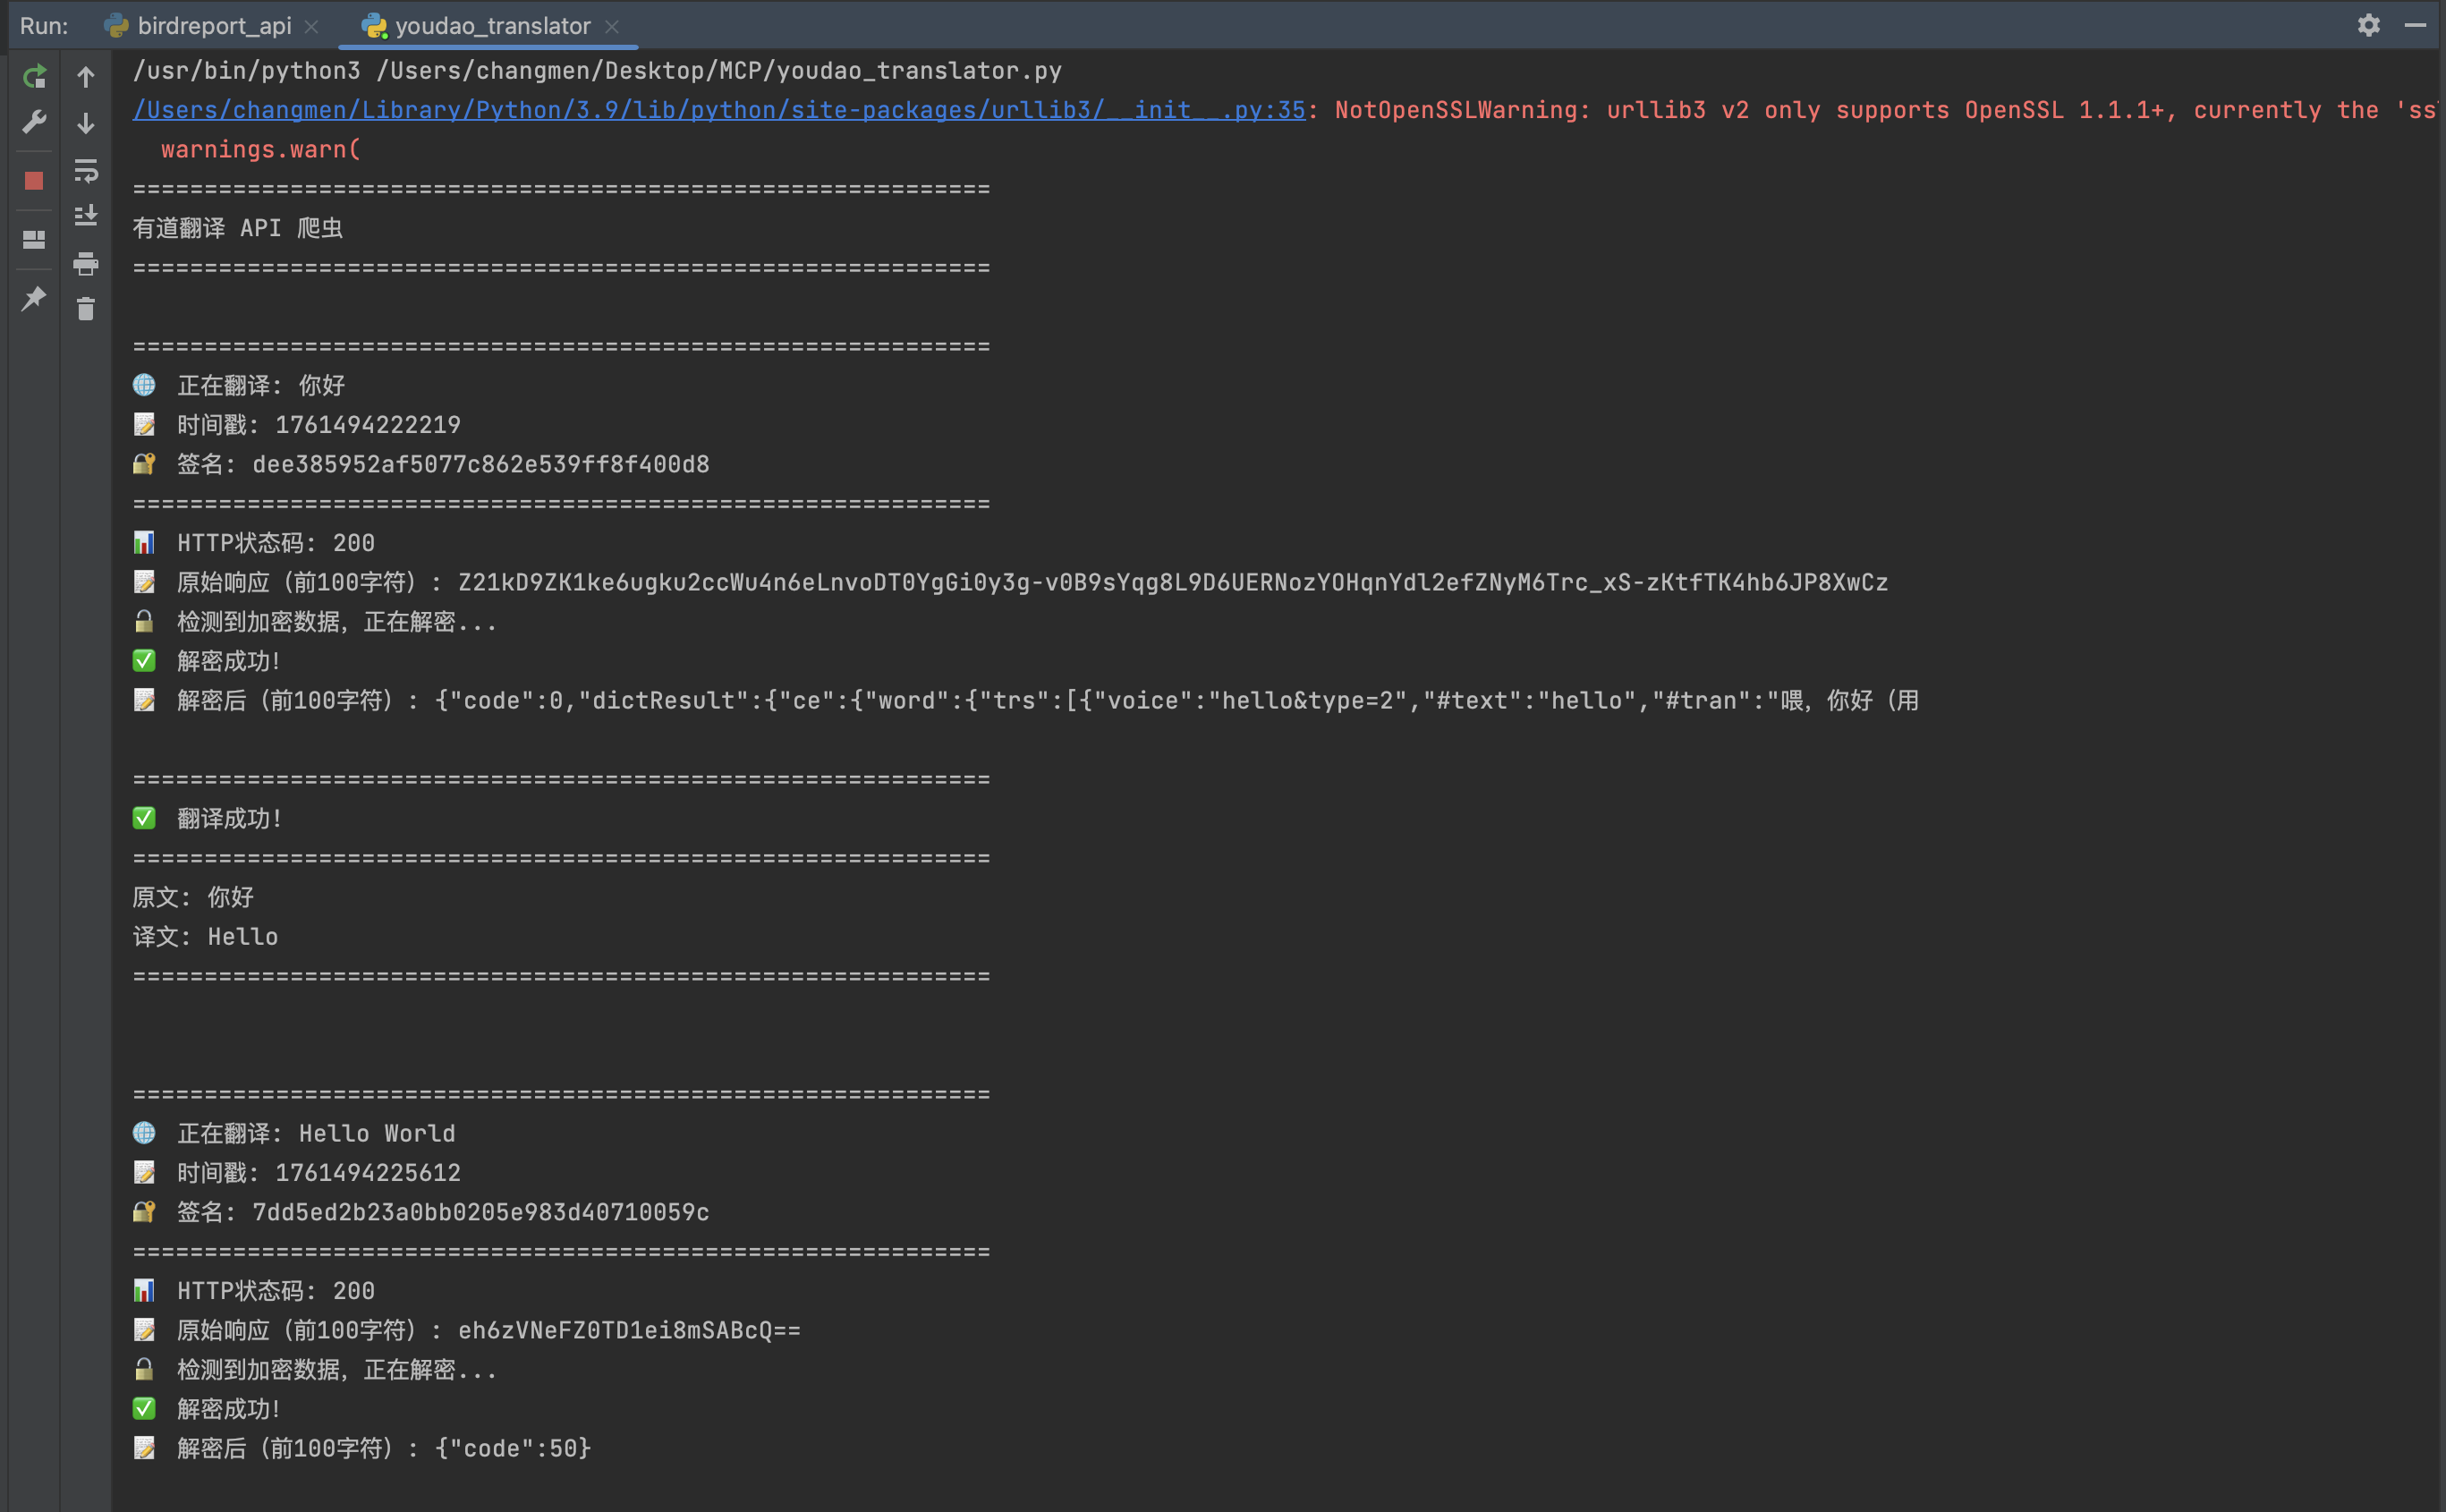 Run: birdreport_api youdao_translator
/usr/bin/python3 /Users/changmen/Desktop/MCP/youdao_translator.py
/Users/changmen/Library/Python/3.9/lib/python/site-packages/urllib3/__init__.py:35: NotOpenSSLWarning: urllib3 v2 only supports OpenSSL 1.1.1+, currently the 'ss
warnings.warn(
============================================================
有道翻译 API 爬虫
============================================================
============================================================
🌐 正在翻译: 你好
📝 时间戳: 1761494222219
🔐 签名: dee385952af5077c862e539ff8f400d8
============================================================
📊 HTTP状态码: 200
📝 原始响应（前100字符）: Z21kD9ZK1ke6ugku2ccWu4n6eLnvoDT0YgGi0y3g-v0B9sYqg8L9D6UERNozYOHqnYdl2efZNyM6Trc_xS-zKtfTK4hb6JP8XwCz
🔓 检测到加密数据，正在解密...
✅ 解密成功!
📝 解密后（前100字符）: {"code":0,"dictResult":{"ce":{"word":{"trs":[{"voice":"hello&type=2","#text":"hello","#tran":"喂，你好（用
============================================================
✅ 翻译成功!
============================================================
原文: 你好
译文: Hello
============================================================
============================================================
🌐 正在翻译: Hello World
📝 时间戳: 1761494225612
🔐 签名: 7dd5ed2b23a0bb0205e983d40710059c
============================================================
📊 HTTP状态码: 200
📝 原始响应（前100字符）: eh6zVNeFZ0TD1ei8mSABcQ==
🔓 检测到加密数据，正在解密...
✅ 解密成功!
📝 解密后（前100字符）: {"code":50}